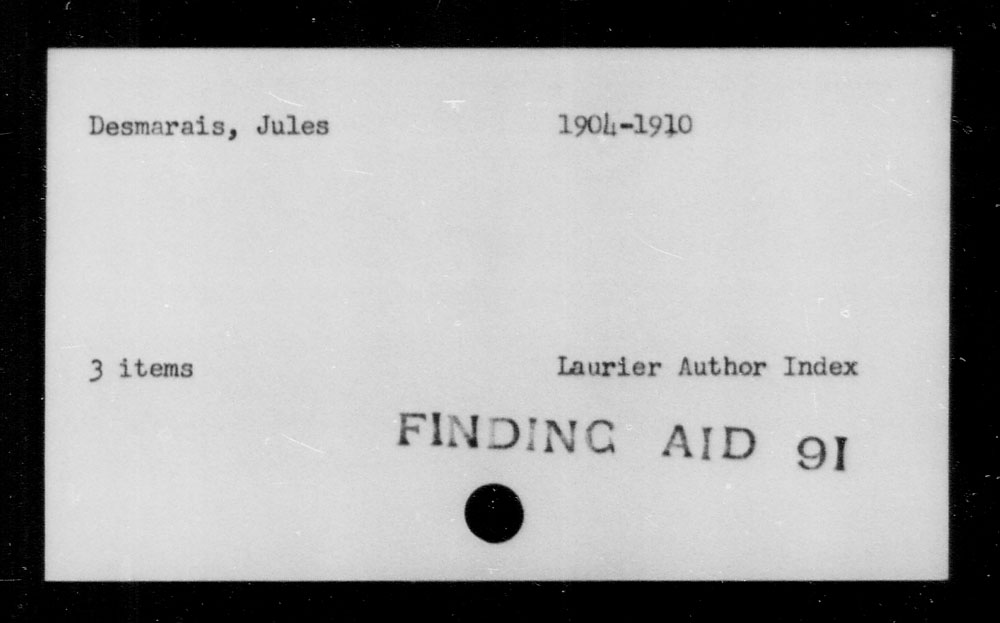 Desmarais, Jules 1904-1910
3 items Laurier Author Index
FINDING AID 91